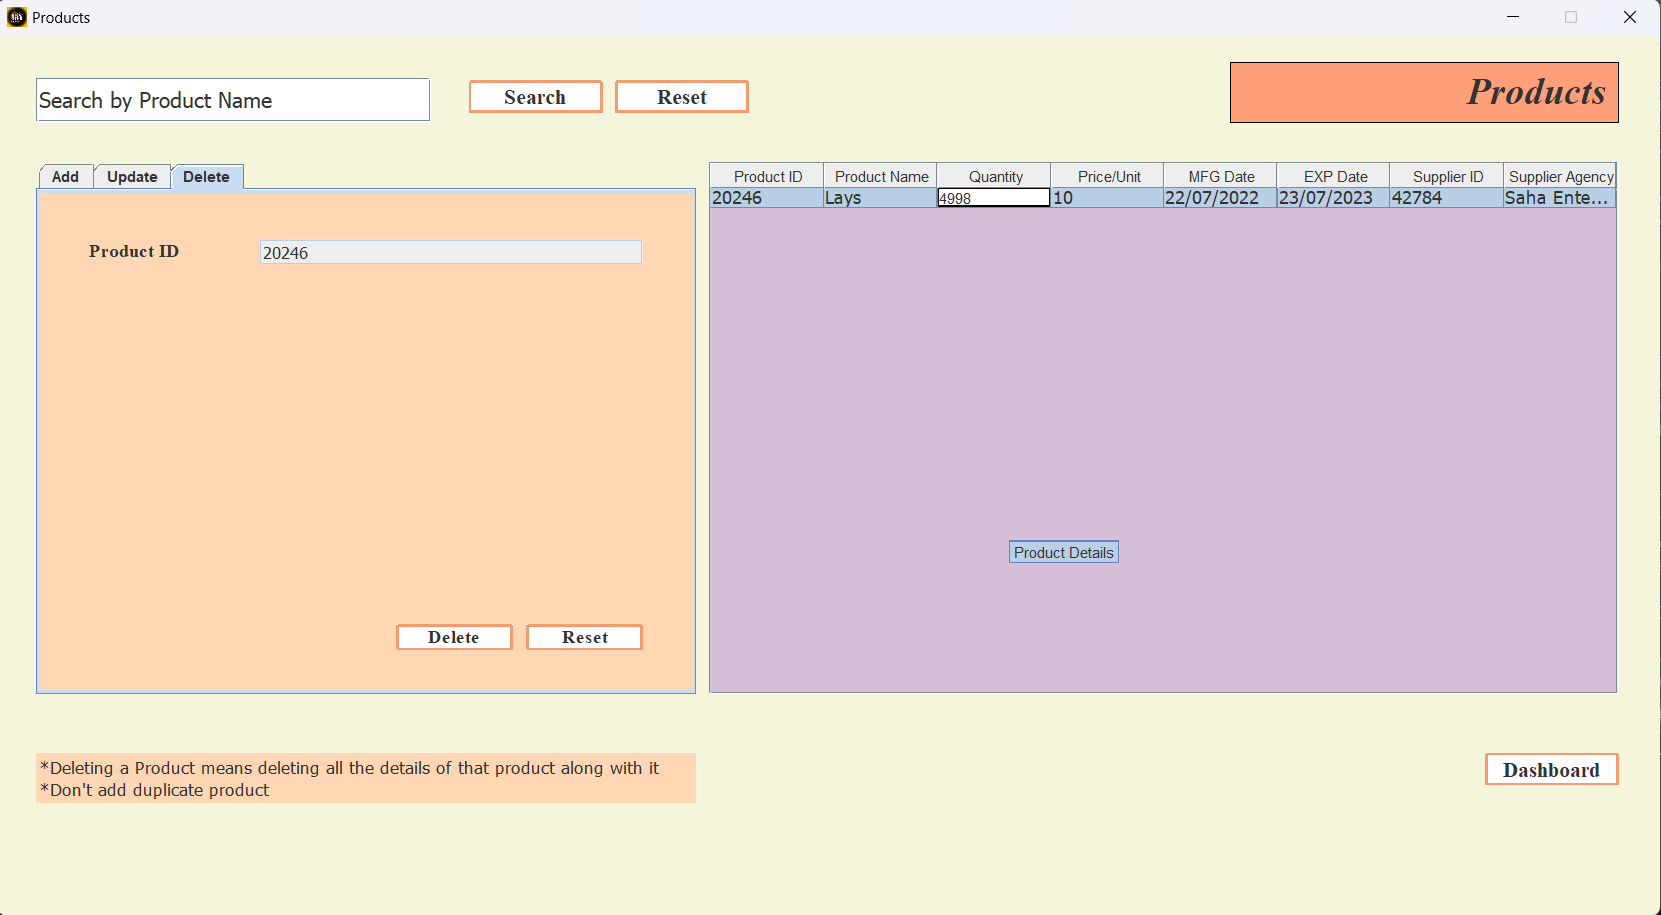 Products
Search by Product Name
Search
Reset
Products
Add
Update
Delete
Product ID
20246
Delete
Reset
Product ID Product Name Quantity Price/Unit MFG Date EXP Date Supplier ID Supplier Agency
20246 Lays 4998 10 22/07/2022 23/07/2023 42784 Saha Ente...
Product Details
*Deleting a Product means deleting all the details of that product along with it
*Don't add duplicate product
Dashboard